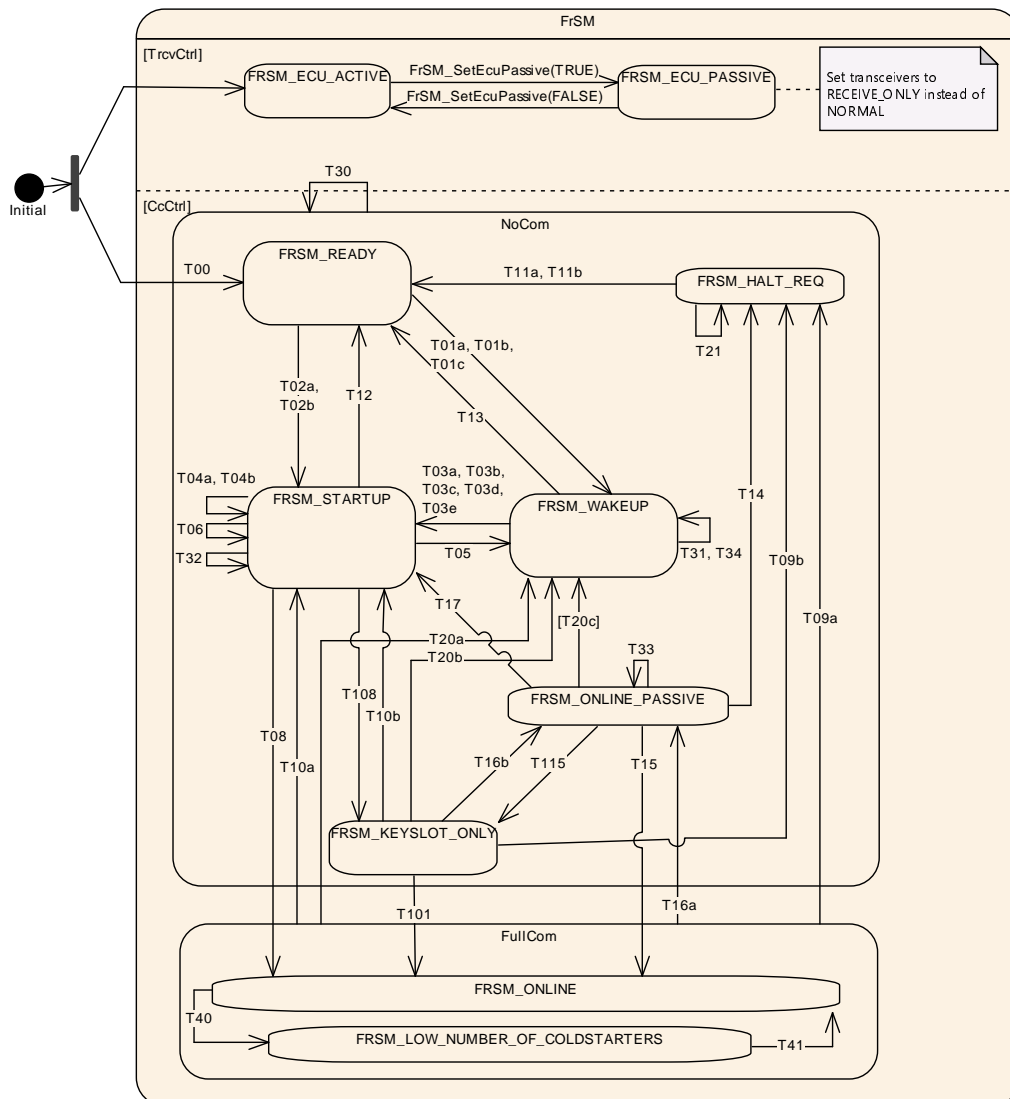 FrSM
[TrcvCtrl]
FRSM_ECU_ACTIVE
FrSM_SetEcuPassive(TRUE)
FrSM_SetEcuPassive(FALSE)
FRSM_ECU_PASSIVE
Set transceivers to
RECEIVE_ONLY instead of
NORMAL
Initial
T30
[CcCtrl]
NoCom
T00
FRSM_READY
T11a, T11b
FRSM_HALT_REQ
T21
T01a, T01b,
T01c
T02a,
T02b
T12
T13
T14
T04a, T04b
T06
T32
FRSM_STARTUP
T03a, T03b,
T03c, T03d,
T03e
T05
FRSM_WAKEUP
T31, T34
T09b
T09a
T17
T20a
T20b
[T20c]
T33
FRSM_ONLINE_PASSIVE
T108
T10b
T08
T10a
T16b
T115
T15
FRSM_KEYSLOT_ONLY
T101
T16a
FullCom
FRSM_ONLINE
T40
FRSM_LOW_NUMBER_OF_COLDSTARTERS
T41